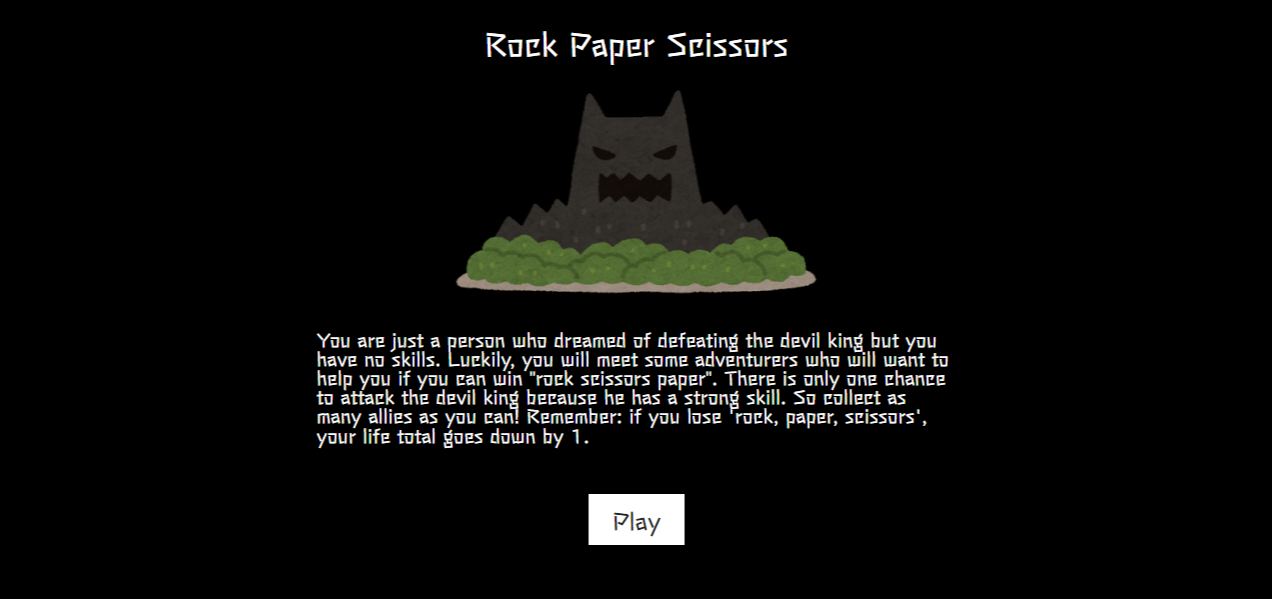 Rock Paper Scissors
You are just a person who dreamed of defeating the devil king but you
have no skills. Luckily, you will meet some adventurers who will want to
help you if you can win "rock scissors paper". There is only one chance
to attack the devil king because he has a strong skill. So collect as
many allies as you can! Remember: if you lose 'rock, paper, scissors',
your life total goes down by 1.
Play